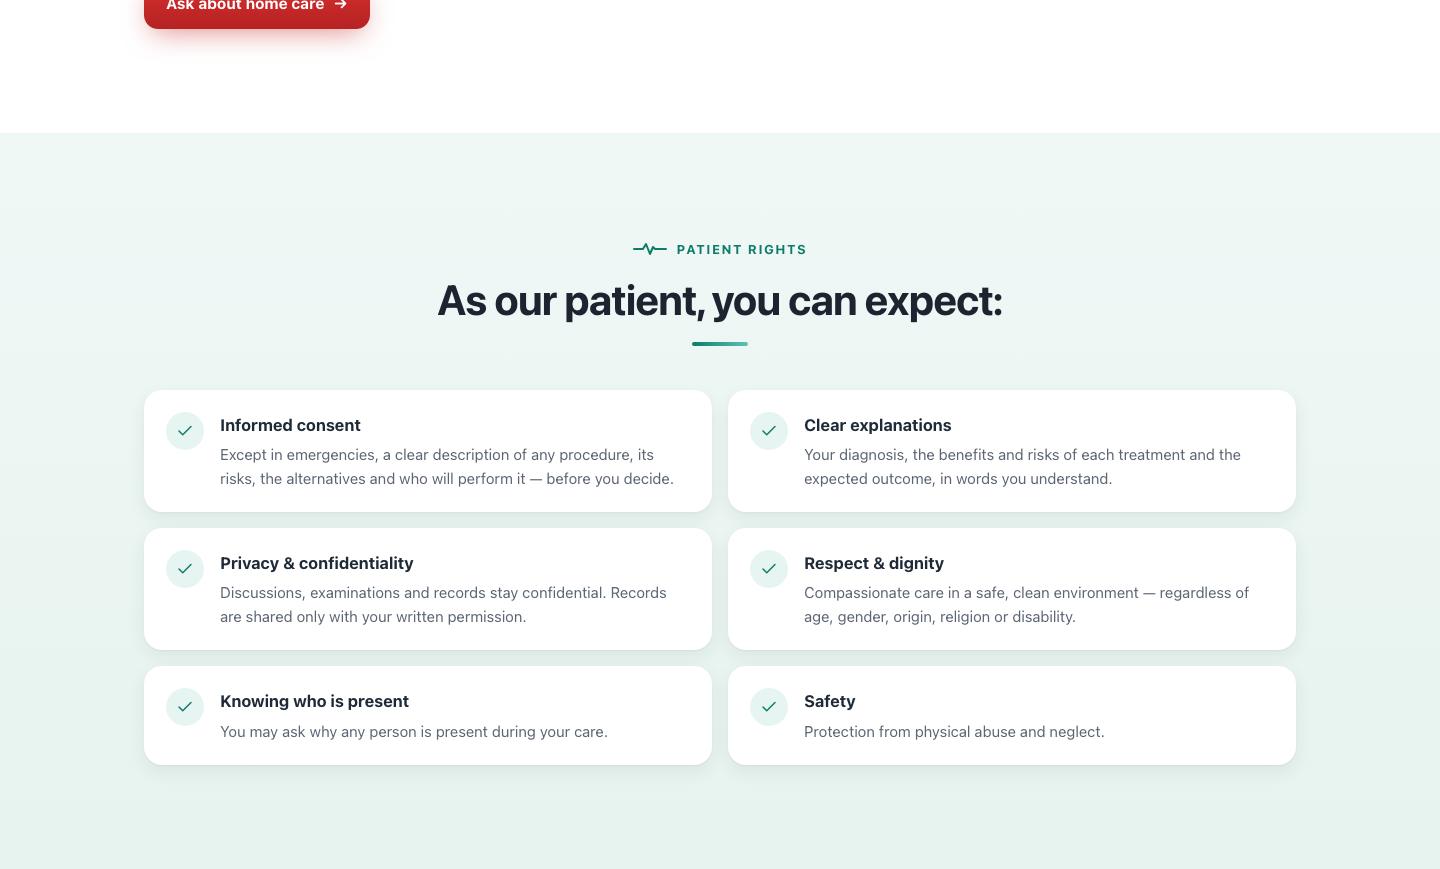 Ask about home care →
PATIENT RIGHTS
As our patient, you can expect:
Informed consent
Except in emergencies, a clear description of any procedure, its
risks, the alternatives and who will perform it — before you decide.
Clear explanations
Your diagnosis, the benefits and risks of each treatment and the
expected outcome, in words you understand.
Privacy & confidentiality
Discussions, examinations and records stay confidential. Records
are shared only with your written permission.
Respect & dignity
Compassionate care in a safe, clean environment — regardless of
age, gender, origin, religion or disability.
Knowing who is present
You may ask why any person is present during your care.
Safety
Protection from physical abuse and neglect.